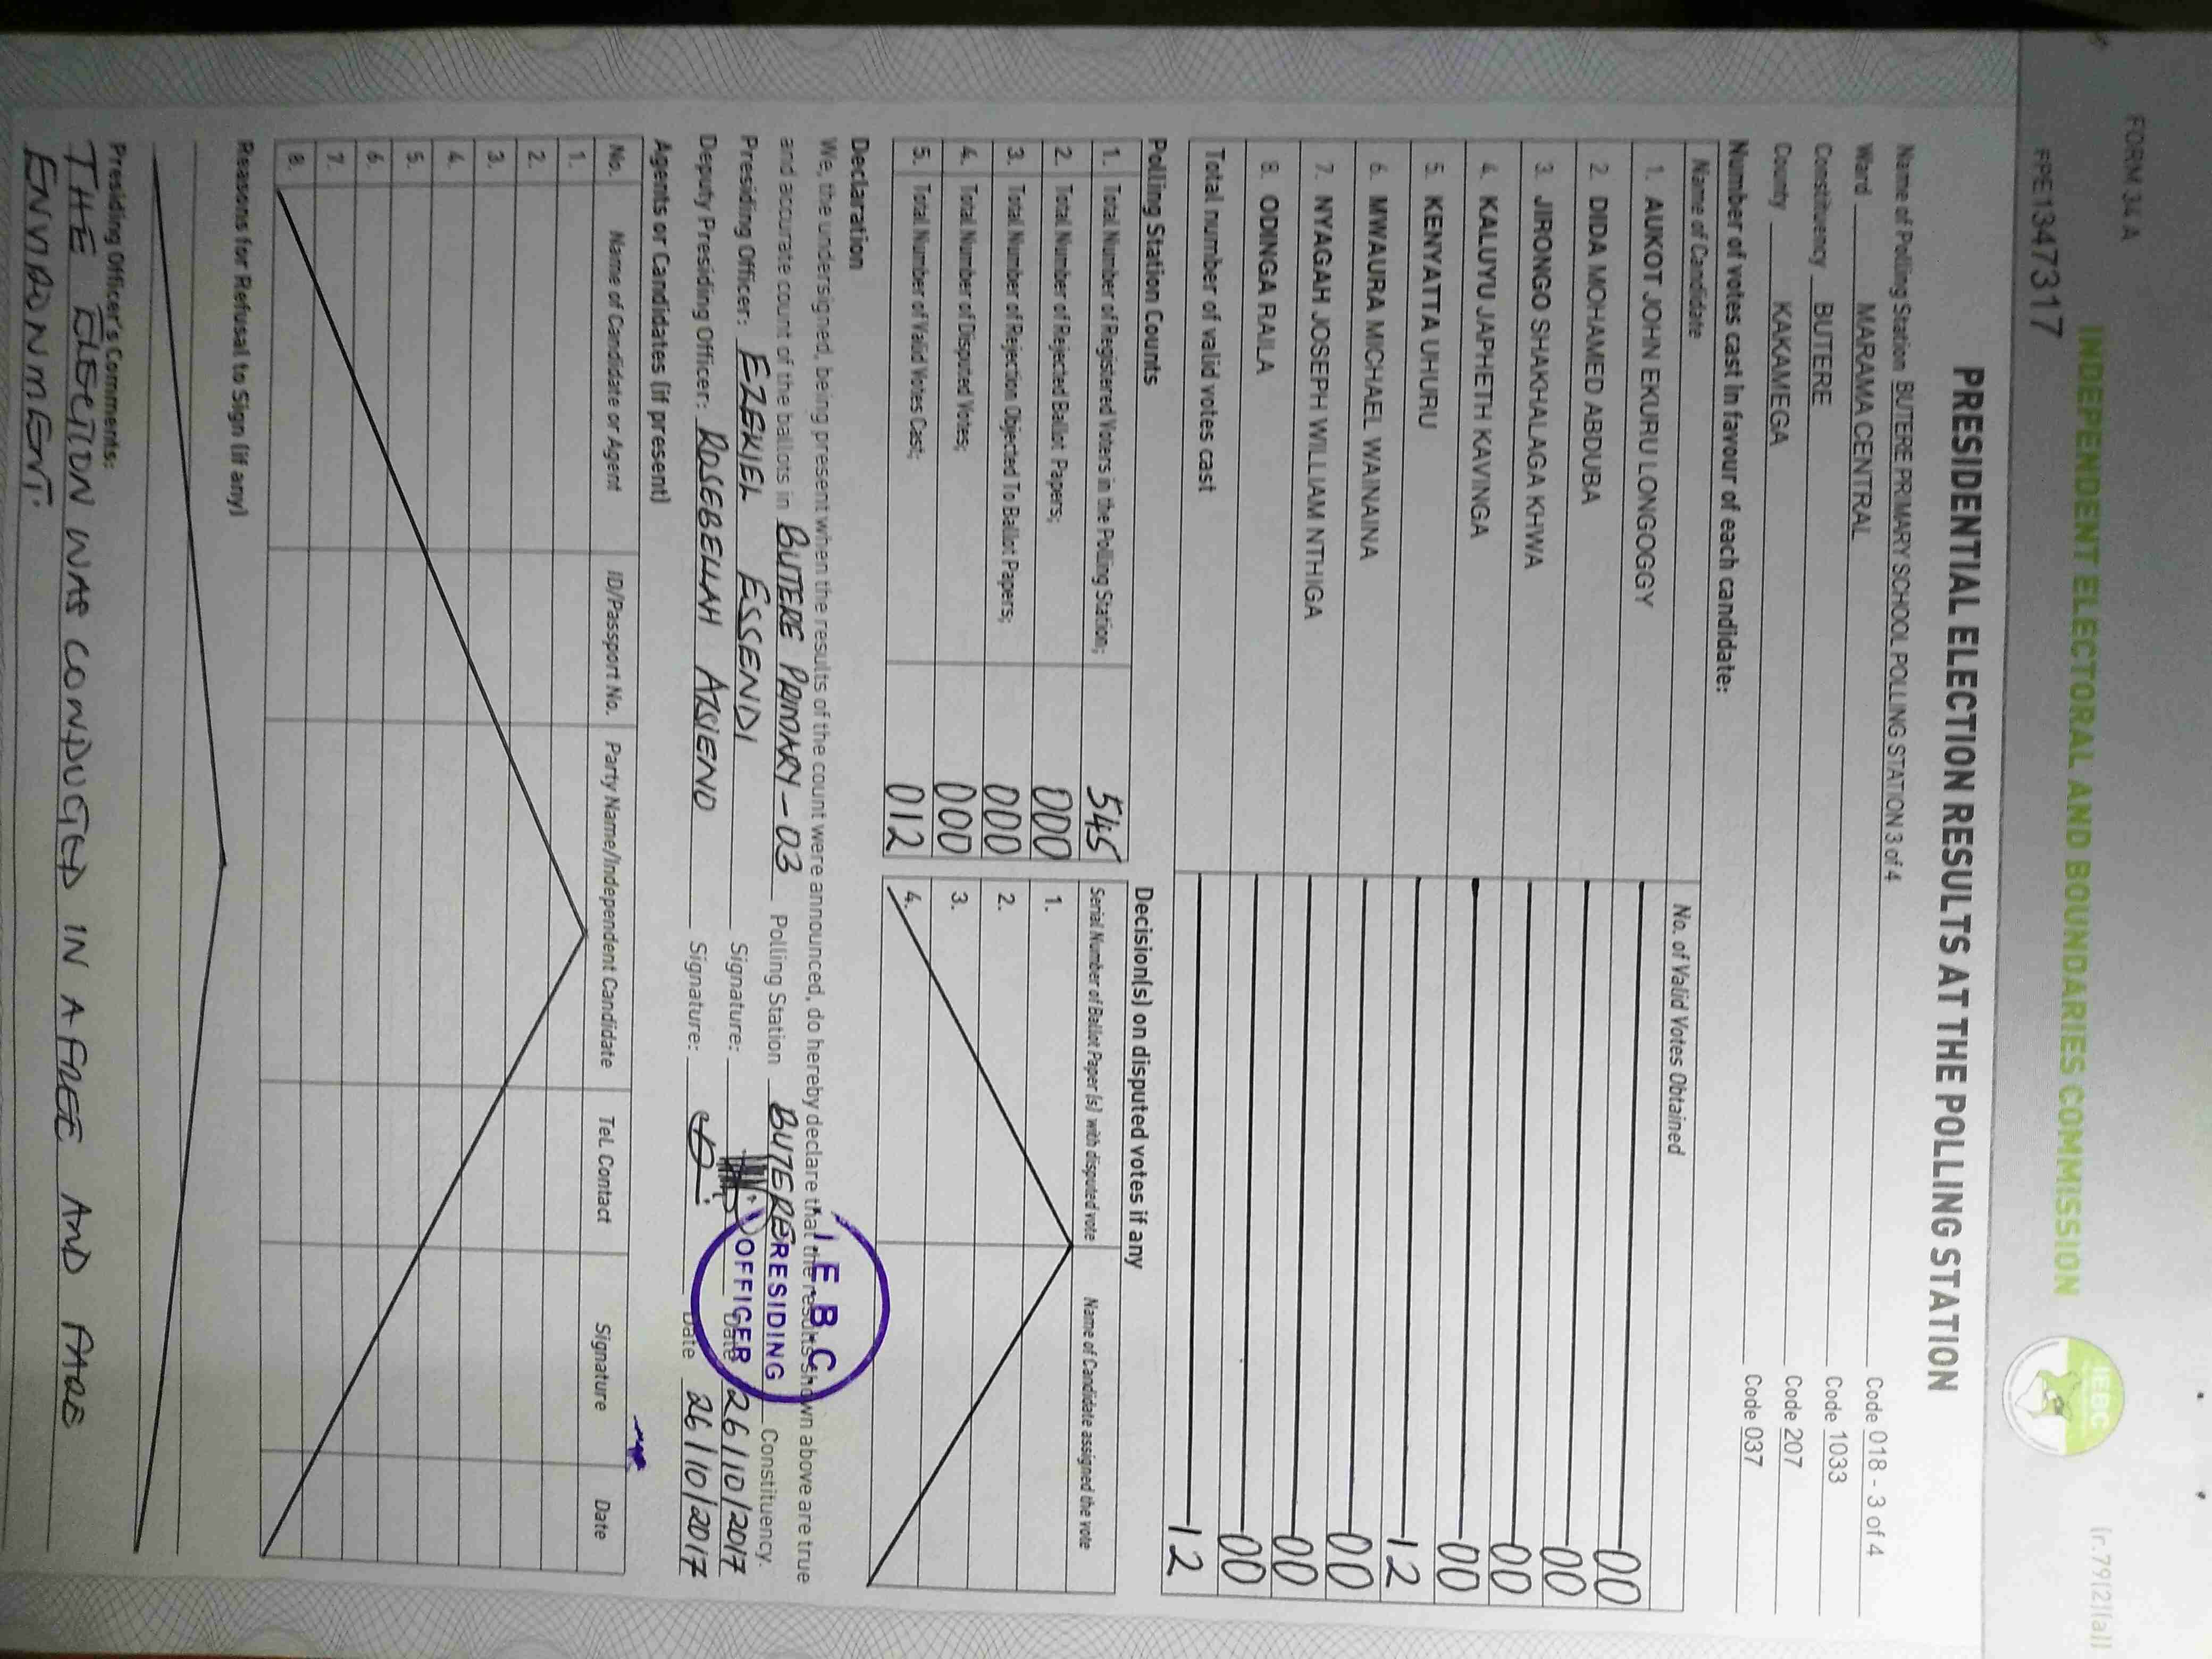 FORM 34 A
(r.79(2)(a))
INDEPENDENT ELECTORAL AND BOUNDARIES COMMISSION
IEBC
PPE1347317
PRESIDENTIAL ELECTION RESULTS AT THE POLLING STATION
Name of Polling Station BUTERE PRIMARY SCHOOL POLLING STATION 3 of 4 Code 018 - 3 of 4
Ward MARAMA CENTRAL Code 1033
Constituency BUTERE Code 207
County KAKAMEGA Code 037
Number of votes cast in favour of each candidate:
Name of Candidate No. of Valid Votes Obtained
1. AUKOT JOHN EKURU LONGOGGY 00
2. DIDA MOHAMED ABDUBA 00
3. JIRONGO SHAKHALAGA KHWA 00
4. KALUYU JAPHETH KAVINGA 00
5. KENYATTA UHURU 12
6. MWAURA MICHAEL WAINAINA 00
7. NYAGAH JOSEPH WILLIAM NTHIGA 00
8. ODINGA RAILA 00
Total number of valid votes cast 12
Polling Station Counts
1. Total Number of Registered Voters in the Polling Station; 545
2. Total Number of Rejected Ballot Papers; 000
3. Total Number of Rejection Objected To Ballot Papers; 000
4. Total Number of Disputed Votes; 000
5. Total Number of Valid Votes Cast; 012
Decision(s) on disputed votes if any
Serial Number of Ballot Paper (s) with disputed vote Name of Candidate assigned the vote
1.
2.
3.
4.
Declaration
We, the undersigned, being present when the results of the count were announced, do hereby declare that the results shown above are true
and accurate count of the ballots in BUTERE PRIMARY - 03 Polling Station BUTERE Constituency.
Presiding Officer: EZEKIEL ESSENDI Signature: Date 26/10/2017
Deputy Presiding Officer: ROSEBELLAH AKSIENO Signature: Date 26/10/2017
I.E.B.C
PRESIDING
OFFICER
Agents or Candidates (if present)
No. Name of Candidate or Agent ID/Passport No. Party Name/Independent Candidate Tel. Contact Signature Date
1.
2.
3.
4.
5.
6.
7.
8.
Reasons for Refusal to Sign (if any)
Presiding Officer's Comments:
THE ELECTION WAS CONDUCTED IN A FREE AND FARE
ENVIRONMENT.